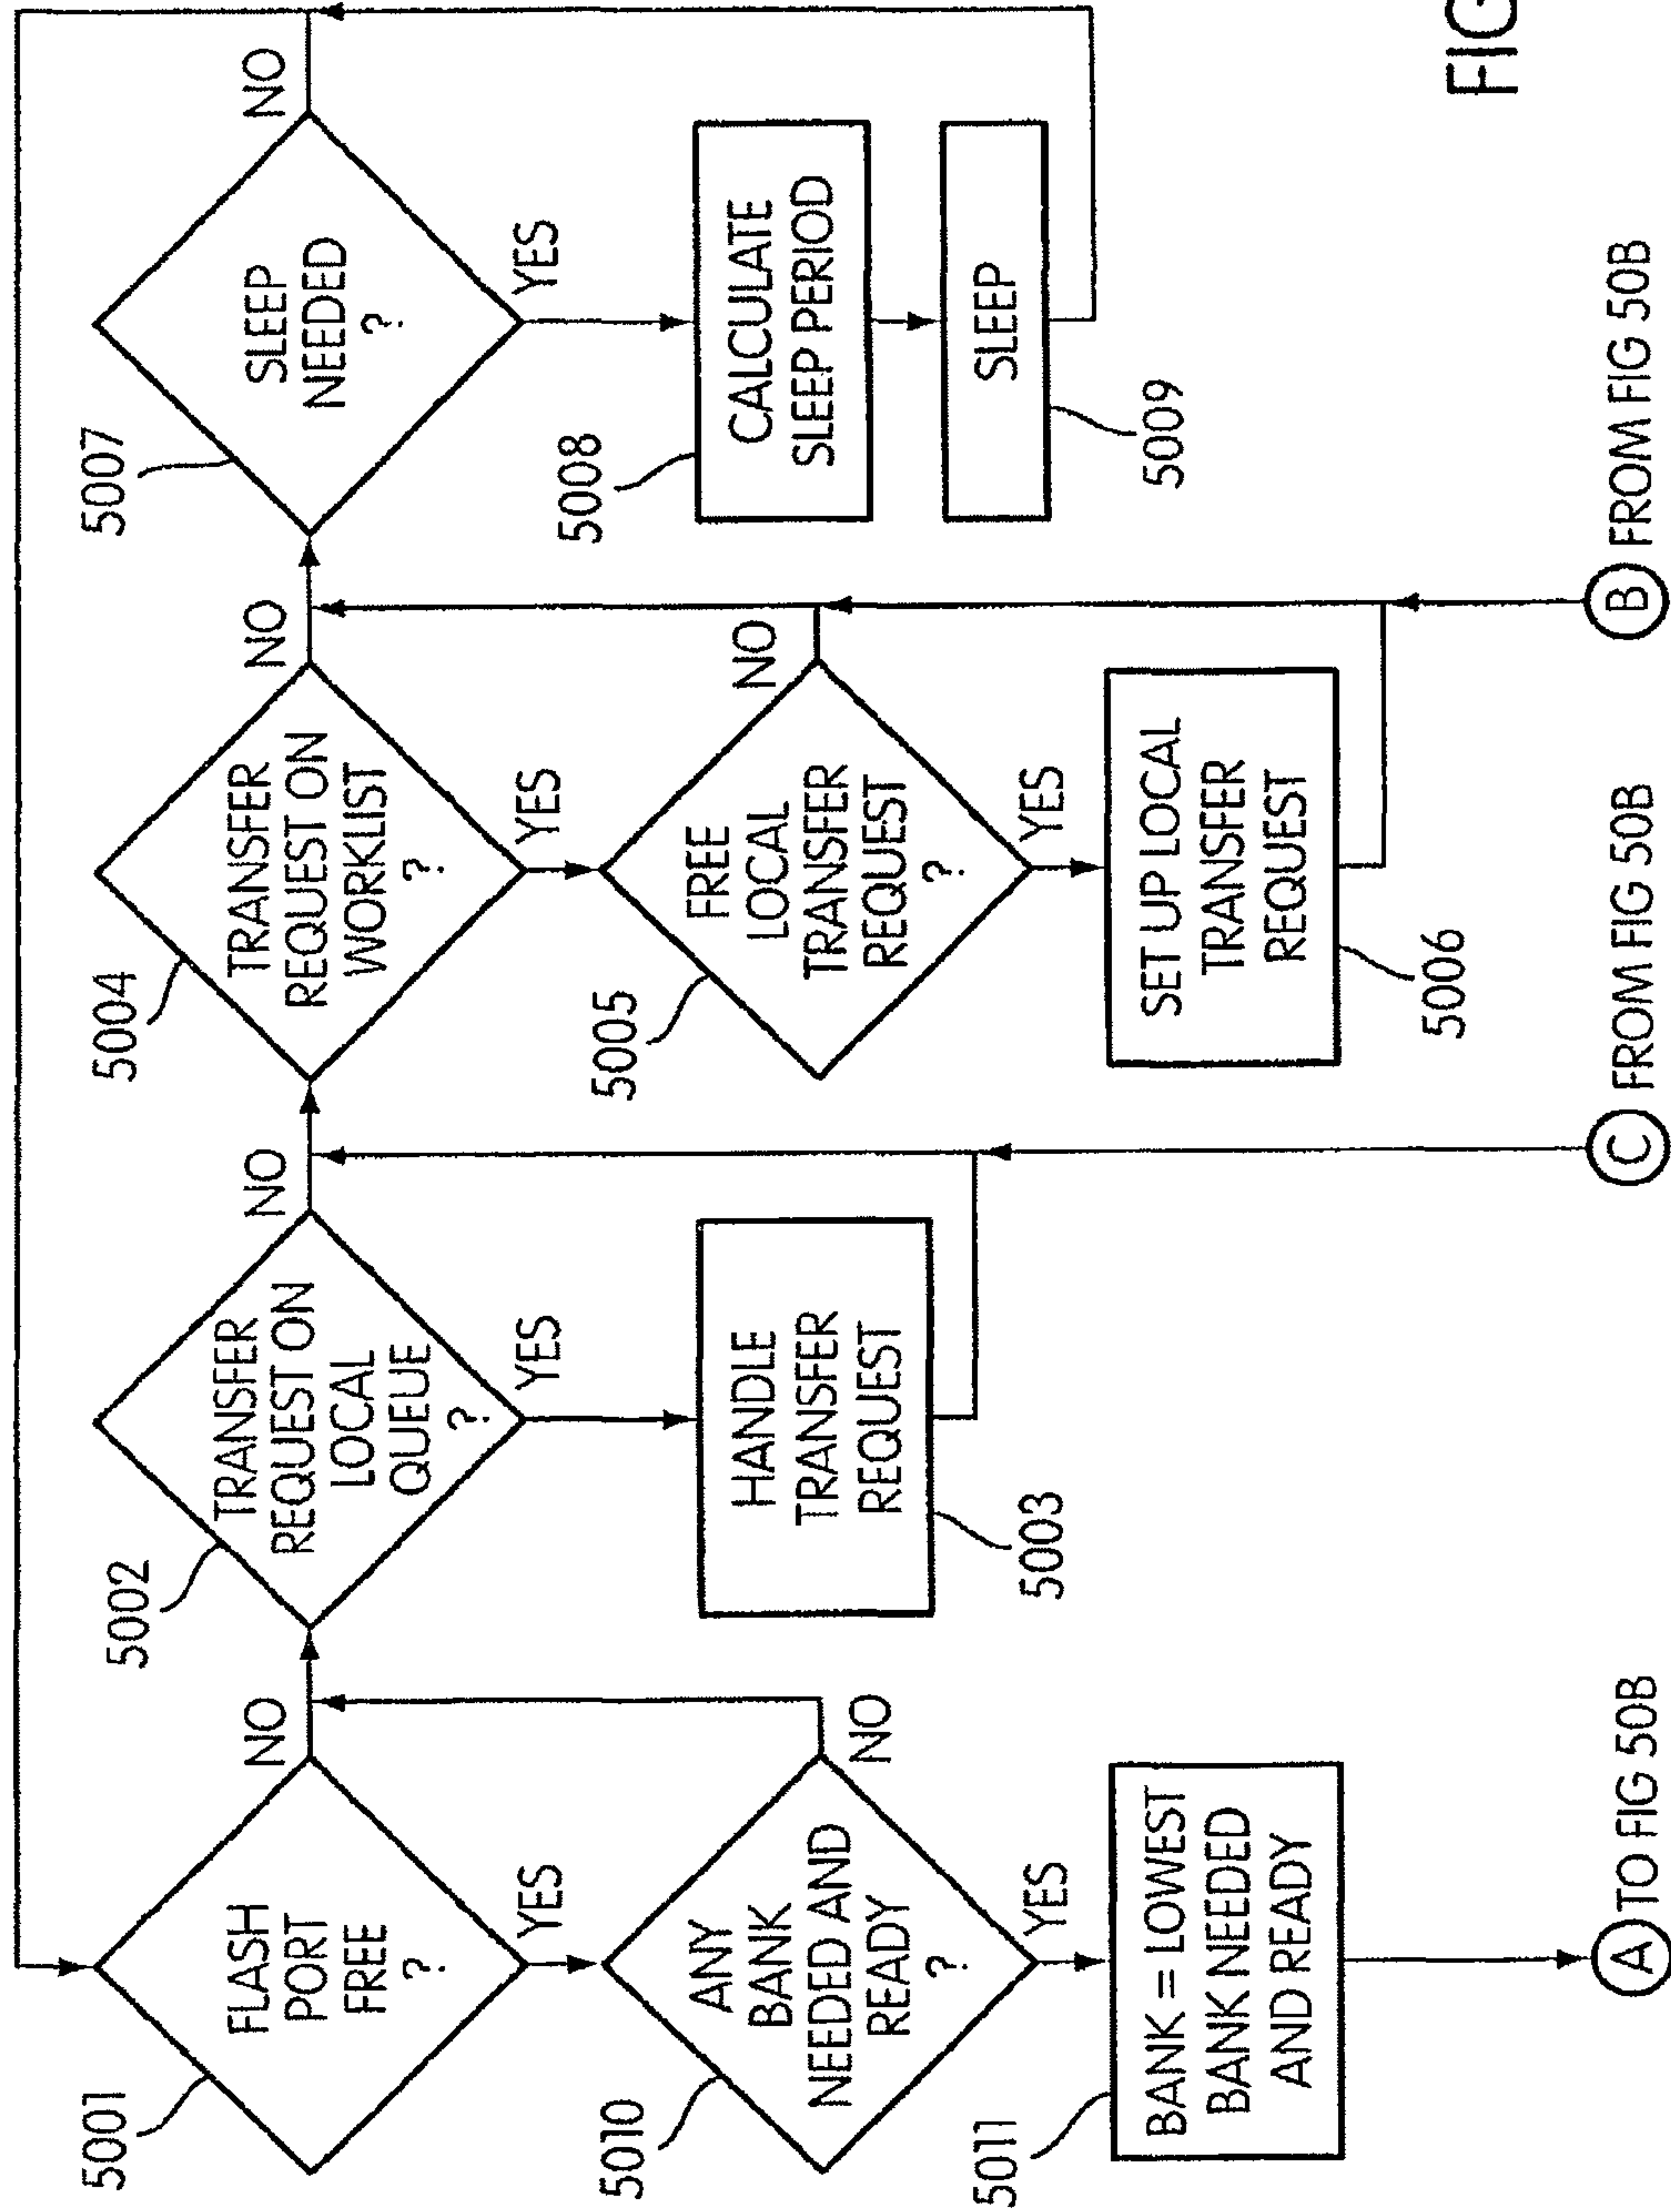 5001
FLASH
PORT
FREE
?
NO
YES
5010
ANY
BANK
NEEDED AND
READY
?
NO
YES
5011
BANK = LOWEST
BANK NEEDED
AND READY
A TO FIG 50B
5002
TRANSFER
REQUEST ON
LOCAL
QUEUE
?
NO
YES
HANDLE
TRANSFER
REQUEST
5003
C FROM FIG 50B
5004
TRANSFER
REQUEST ON
WORKLIST
?
NO
YES
5005
FREE
LOCAL
TRANSFER
REQUEST
?
NO
YES
SET UP LOCAL
TRANSFER
REQUEST
5006
B FROM FIG 50B
5007
SLEEP
NEEDED
?
NO
YES
5008
CALCULATE
SLEEP PERIOD
SLEEP
5009
FIG